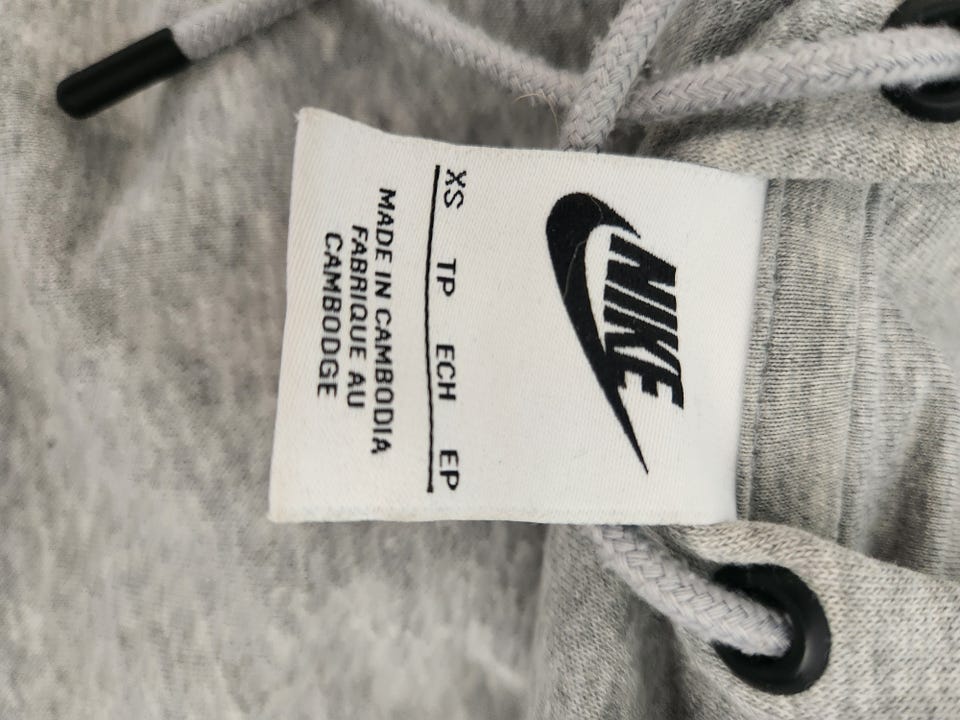 NIKE
XS TP ECH EP
MADE IN CAMBODIA
FABRIQUE AU
CAMBODGE